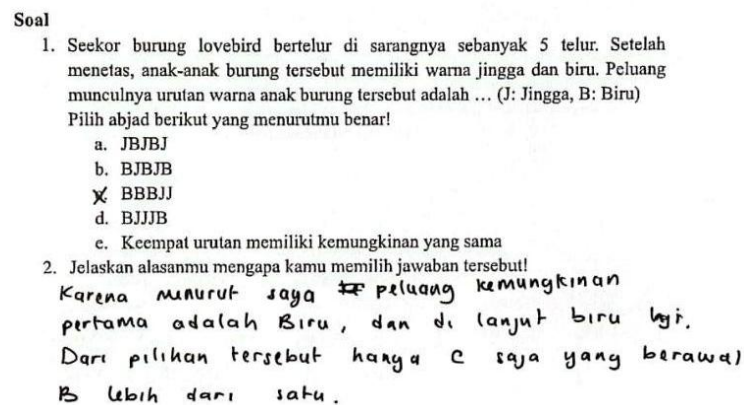 Soal
1. Seekor burung lovebird bertelur di sarangnya sebanyak 5 telur. Setelah
menetas, anak-anak burung tersebut memiliki warna jingga dan biru. Peluang
munculnya urutan warna anak burung tersebut adalah … (J: Jingga, B: Biru)
Pilih abjad berikut yang menurutmu benar!
a. JBJBJ
b. BJBJB
c. BBBJJ
d. BJJJB
e. Keempat urutan memiliki kemungkinan yang sama
2. Jelaskan alasanmu mengapa kamu memilih jawaban tersebut!
Karena menurut saya peluang kemungkinan
pertama adalah Biru, dan di lanjut biru lgi.
Dari pilihan tersebut hanya C saja yang berawal
B lebih dari satu.